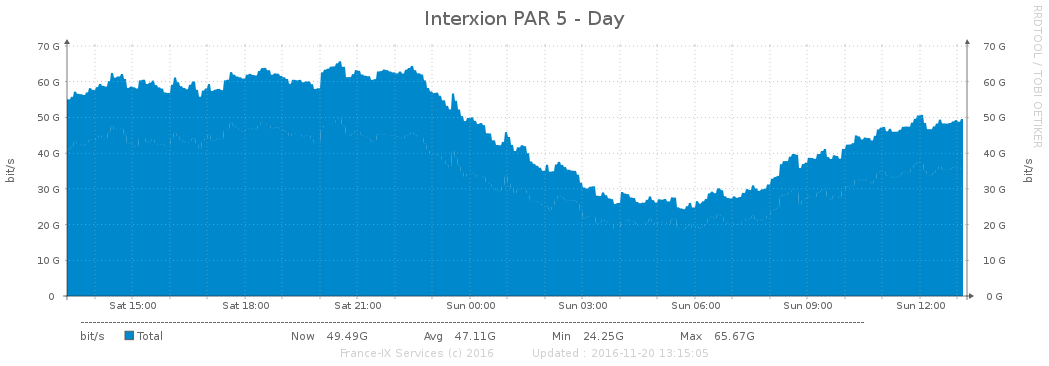 Interxion PAR 5 - Day
RRDTOOL / TOBI OETIKER
bit/s
70 G
60 G
50 G
40 G
30 G
20 G
10 G
0
70 G
60 G
50 G
40 G
30 G
20 G
10 G
0 G
bit/s
Sat 15:00 Sat 18:00 Sat 21:00 Sun 00:00 Sun 03:00 Sun 06:00 Sun 09:00 Sun 12:00
bit/s Total Now 49.49G Avg 47.11G Min 24.25G Max 65.67G
France-IX Services (c) 2016 Updated : 2016-11-20 13:15:05